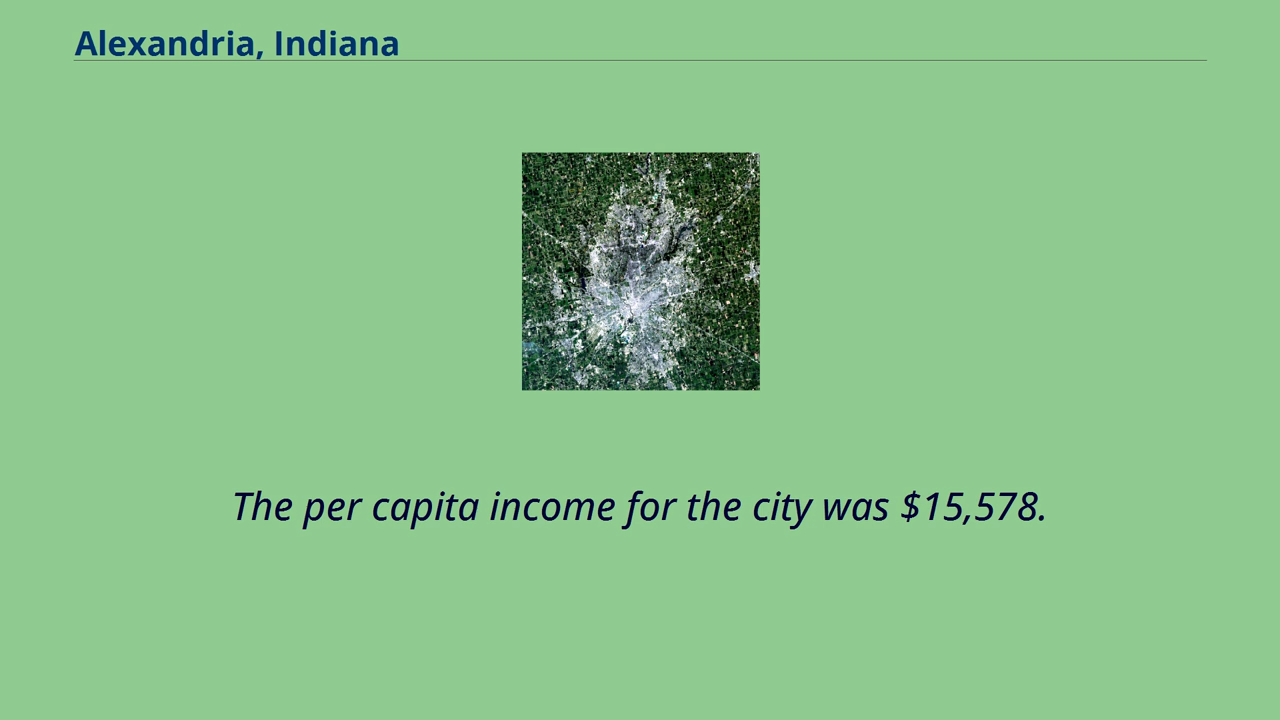 Alexandria, Indiana
The per capita income for the city was $15,578.